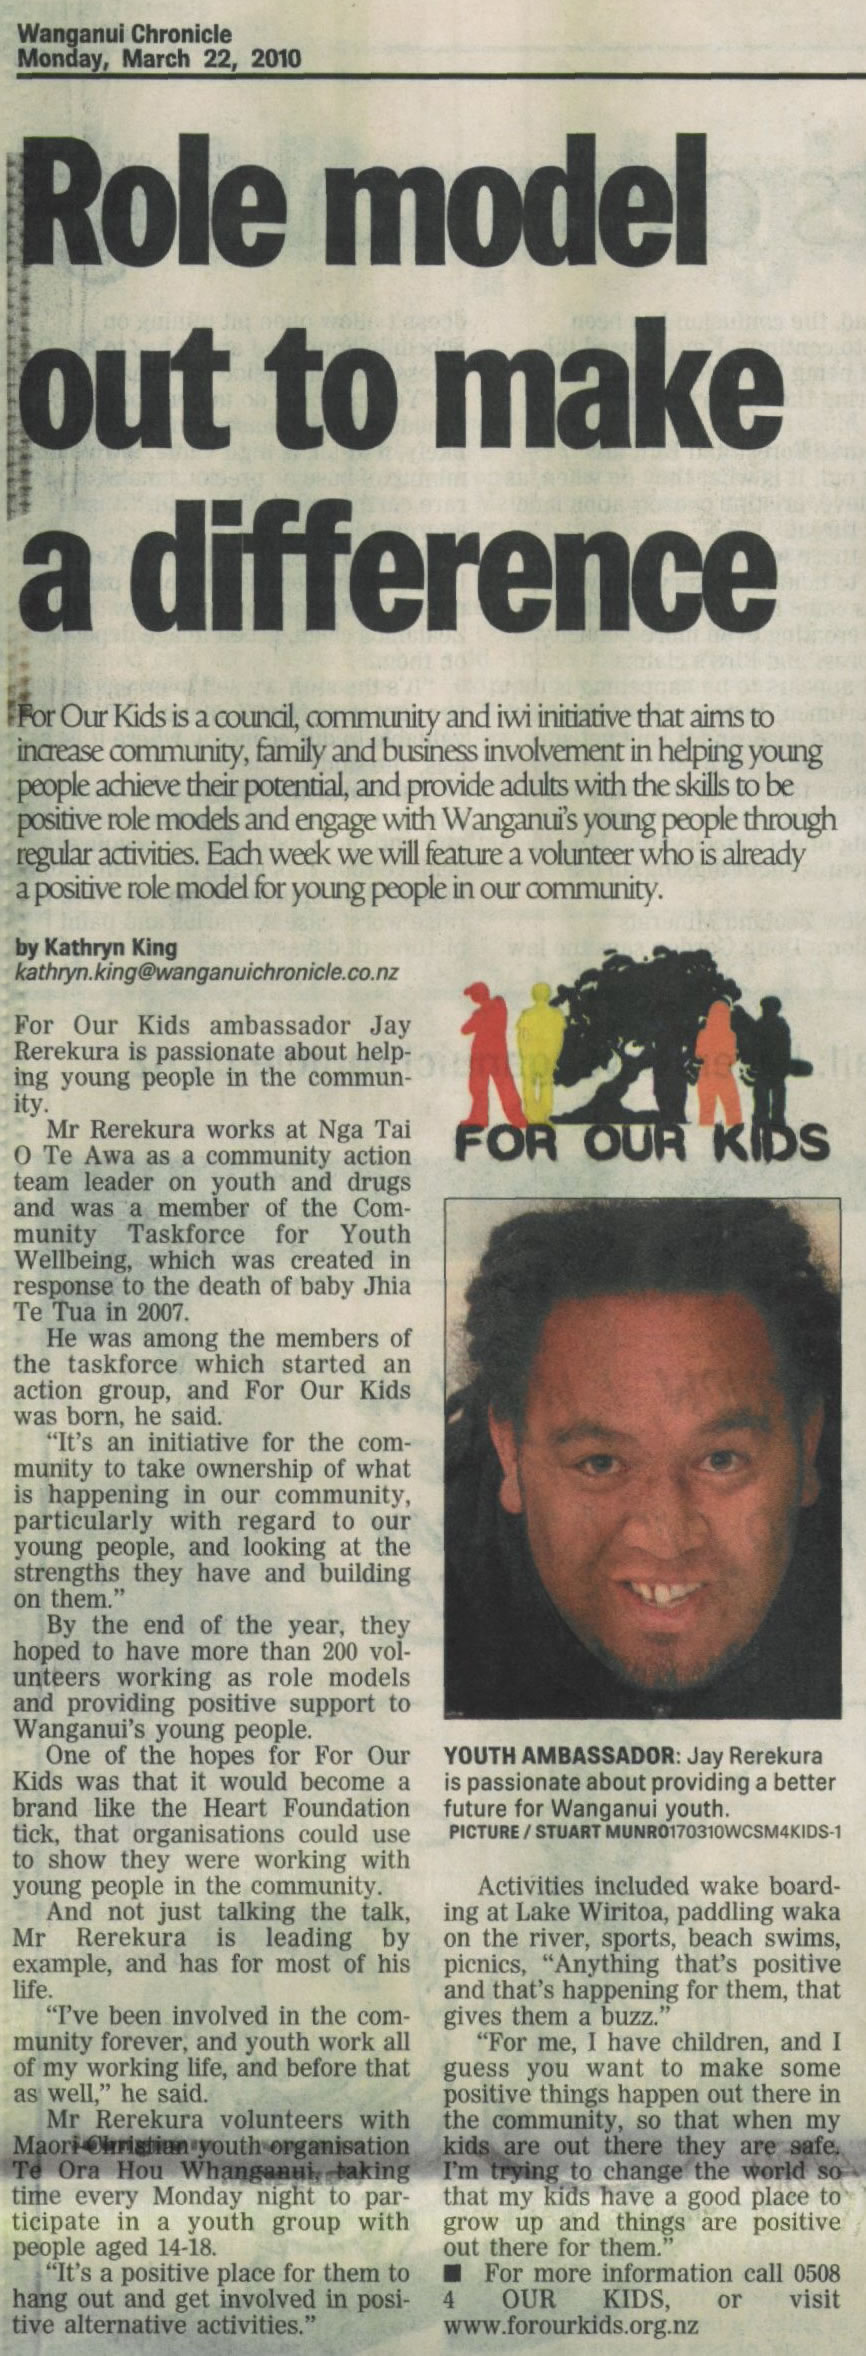 Wanganui Chronicle
Monday, March 22, 2010
Role model
out to make
a difference
For Our Kids is a council, community and iwi initiative that aims to
increase community, family and business involvement in helping young
people achieve their potential, and provide adults with the skills to be
positive role models and engage with Wanganui's young people through
regular activities. Each week we will feature a volunteer who is already
a positive role model for young people in our community.
by Kathryn King
kathryn.king@wanganuichronicle.co.nz
For Our Kids ambassador Jay
Rerekura is passionate about help-
ing young people in the commun-
ity.
Mr Rerekura works at Nga Tai
O Te Awa as a community action
team leader on youth and drugs
and was a member of the Com-
munity Taskforce for Youth
Wellbeing, which was created in
response to the death of baby Jhia
Te Tua in 2007.
He was among the members of
the taskforce which started an
action group, and For Our Kids
was born, he said.
“It's an initiative for the com-
munity to take ownership of what
is happening in our community,
particularly with regard to our
young people, and looking at the
strengths they have and building
on them.”
By the end of the year, they
hoped to have more than 200 vol-
unteers working as role models
and providing positive support to
Wanganui's young people.
One of the hopes for For Our
Kids was that it would become a
brand like the Heart Foundation
tick, that organisations could use
to show they were working with
young people in the community.
And not just talking the talk,
Mr Rerekura is leading by
example, and has for most of his
life.
“I've been involved in the com-
munity forever, and youth work all
of my working life, and before that
as well,” he said.
Mr Rerekura volunteers with
Maori Christian youth organisation
Te Ora Hou Whanganui, taking
time every Monday night to par-
ticipate in a youth group with
people aged 14-18.
“It's a positive place for them to
hang out and get involved in posi-
tive alternative activities.”
FOR OUR KIDS
YOUTH AMBASSADOR: Jay Rerekura
is passionate about providing a better
future for Wanganui youth.
PICTURE / STUART MUNRO170310WCSM4KIDS-1
Activities included wake board-
ing at Lake Wiritoa, paddling waka
on the river, sports, beach swims,
picnics, “Anything that's positive
and that's happening for them, that
gives them a buzz.”
“For me, I have children, and I
guess you want to make some
positive things happen out there in
the community, so that when my
kids are out there they are safe.
I'm trying to change the world so
that my kids have a good place to
grow up and things are positive
out there for them.”
■ For more information call 0508
4 OUR KIDS, or visit
www.forourkids.org.nz